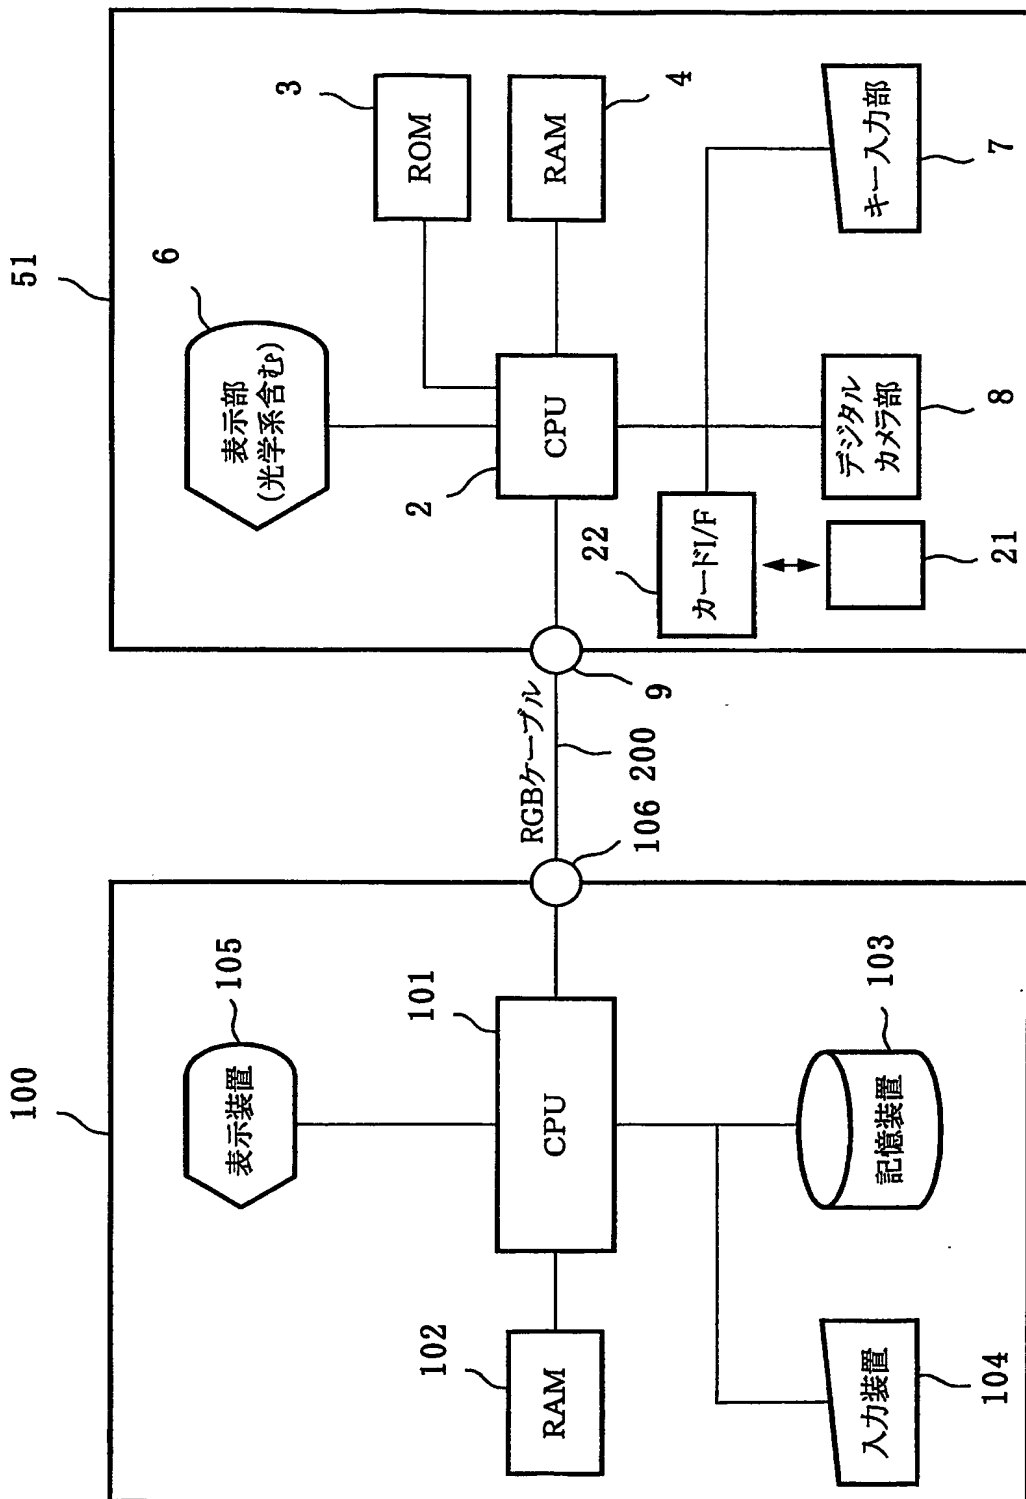 100
105
表示装置
101
CPU
102
RAM
103
記憶装置
104
入力装置
106
RGBケーブル
200
51
6
表示部
(光学系含む)
3
ROM
4
RAM
2
CPU
9
22
カードI/F
21
デジタル
カメラ部
8
キー入力部
7